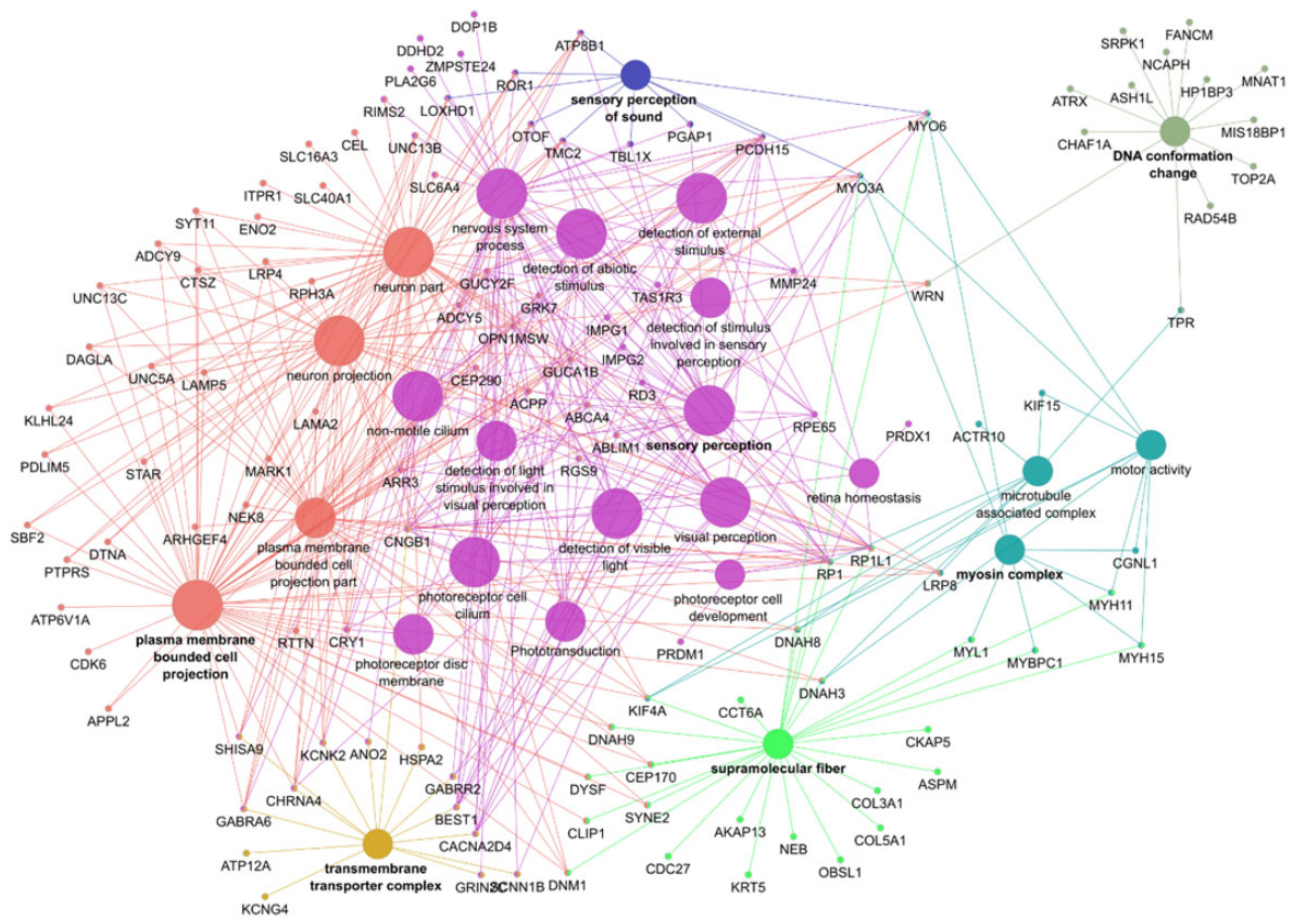 DOP1B
DDHD2
ATP8B1
ZMPSTE24
PLA2G6
ROR1
RIMS2
LOXHD1
sensory perception
of sound
SRPK1
FANCM
NCAPH
MNAT1
HP1BP3
ATRX
ASH1L
MIS18BP1
CHAF1A
DNA conformation
change
TOP2A
RAD54B
OTOF
PGAP1
TMC2
TBL1X
PCDH15
MYO6
MYO3A
CEL
UNC13B
SLC16A3
SLC6A4
ITPR1
SLC40A1
SYT11
ENO2
ADCY9
LRP4
CTSZ
RPH3A
UNC13C
neuron part
nervous system
process
detection of abiotic
stimulus
detection of external
stimulus
GUCY2F
GRK7
TAS1R3
MMP24
WRN
TPR
ADCY5
OPN1MSW
IMPG1
detection of stimulus
involved in sensory
perception
DAGLA
UNC5A
LAMP5
neuron projection
CEP290
GUCA1B
IMPG2
RD3
ACPP
ABCA4
KLHL24
LAMA2
non-motile cilium
sensory perception
RPE65
PRDX1
KIF15
ACTR10
motor activity
PDLIM5
STAR
MARK1
ARR3
detection of light
stimulus involved in
visual perception
ABLIM1
RGS9
retina homeostasis
microtubule
associated complex
NEK8
SBF2
DTNA
ARHGEF4
PTPRS
plasma membrane
bounded cell
projection part
CNGB1
detection of visible
light
visual perception
RP1
RP1L1
LRP8
myosin complex
CGNL1
MYH11
photoreceptor cell
cilium
photoreceptor cell
development
ATP6V1A
plasma membrane
bounded cell
projection
RTTN
CRY1
CDK6
photoreceptor disc
membrane
Phototransduction
PRDM1
DNAH8
MYL1
MYBPC1
MYH15
APPL2
DNAH3
KIF4A
CCT6A
SHISA9
KCNK2
ANO2
HSPA2
DNAH9
supramolecular fiber
CKAP5
CEP170
ASPM
GABRR2
DYSF
CHRNA4
GABRA6
BEST1
SYNE2
COL3A1
CLIP1
AKAP13
COL5A1
CACNA2D4
NEB
ATP12A
transmembrane
transporter complex
CDC27
OBSL1
GRIN2C
SCNN1B
DNM1
KRT5
KCNG4